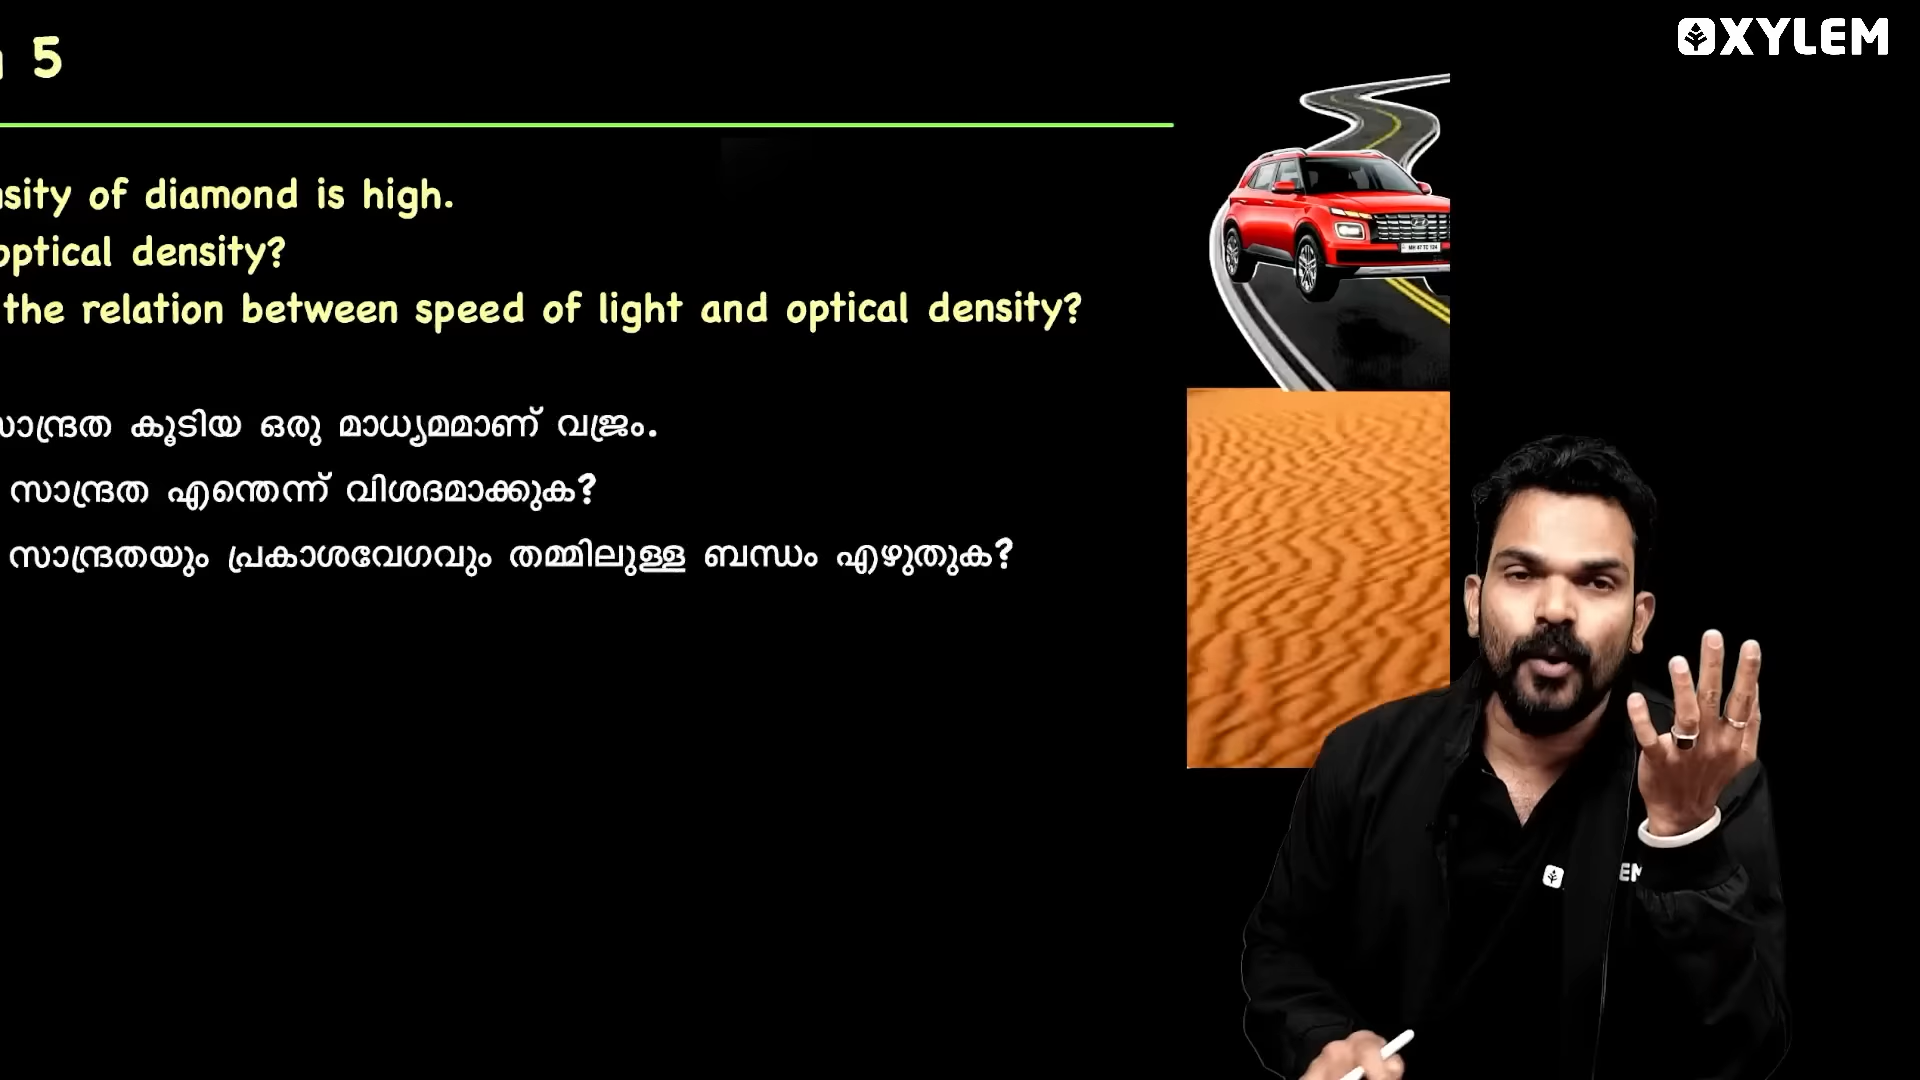 5
XYLEM
sity of diamond is high.
optical density?
the relation between speed of light and optical density?
സാന്ദ്രത കൂടിയ ഒരു മാധ്യമമാണ് വജ്രം.
സാന്ദ്രത എന്തെന്ന് വിശദമാക്കുക?
സാന്ദ്രതയും പ്രകാശവേഗവും തമ്മിലുള്ള ബന്ധം എഴുതുക?